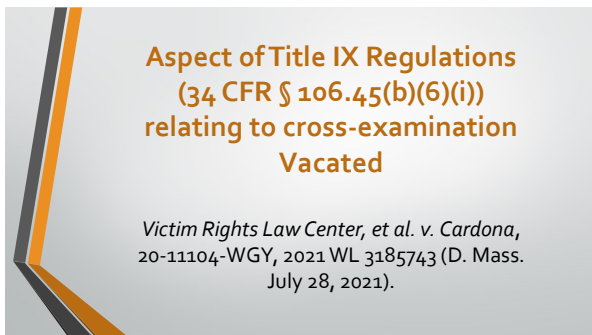 Aspect of Title IX Regulations
(34 CFR § 106.45(b)(6)(i))
relating to cross-examination
Vacated
Victim Rights Law Center, et al. v. Cardona,
20-11104-WGY, 2021 WL 3185743 (D. Mass.
July 28, 2021).